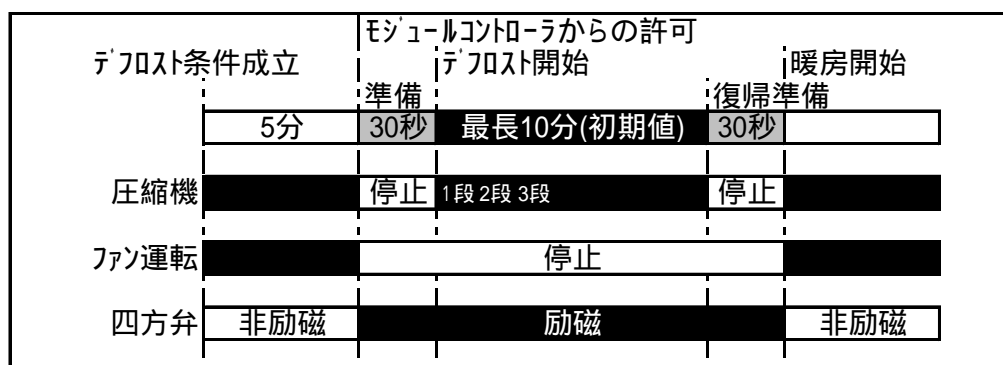 モジュールコントローラからの許可
デフロスト条件成立 デフロスト開始 暖房開始
準備 復帰準備
5分 30秒 最長10分(初期値) 30秒
圧縮機 停止 1段 2段 3段 停止
ファン運転 停止
四方弁 非励磁 励磁 非励磁